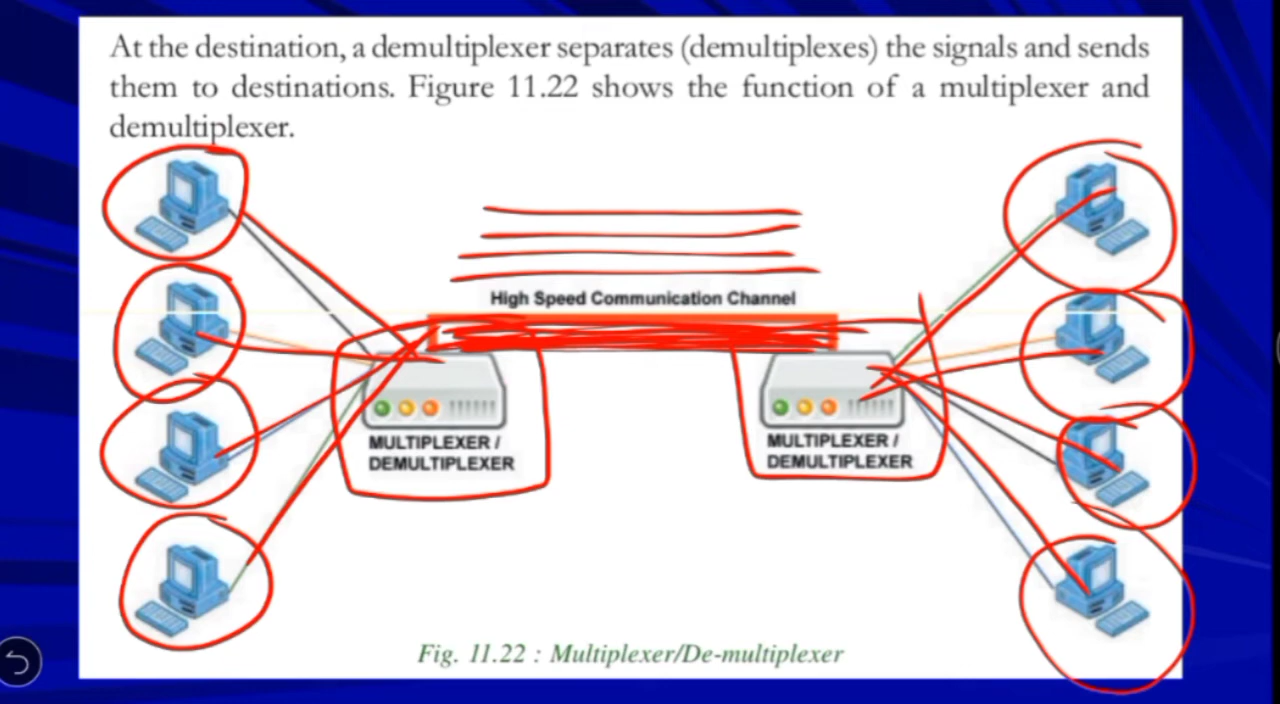 At the destination, a demultiplexer separates (demultiplexes) the signals and sends
them to destinations. Figure 11.22 shows the function of a multiplexer and
demultiplexer.
High Speed Communication Channel
MULTIPLEXER /
DEMULTIPLEXER
MULTIPLEXER /
DEMULTIPLEXER
Fig. 11.22 : Multiplexer/De-multiplexer